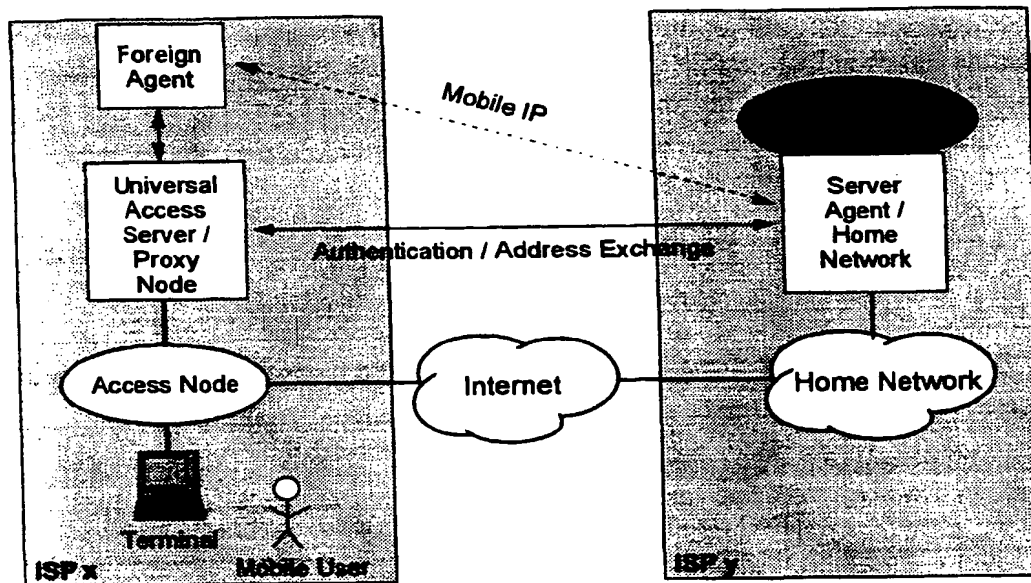 Foreign
Agent
Mobile IP
Universal
Access
Server /
Proxy
Node
Server
Agent /
Home
Network
Authentication / Address Exchange
Access Node
Internet
Home Network
Terminal
ISP x
Mobile User
ISP y